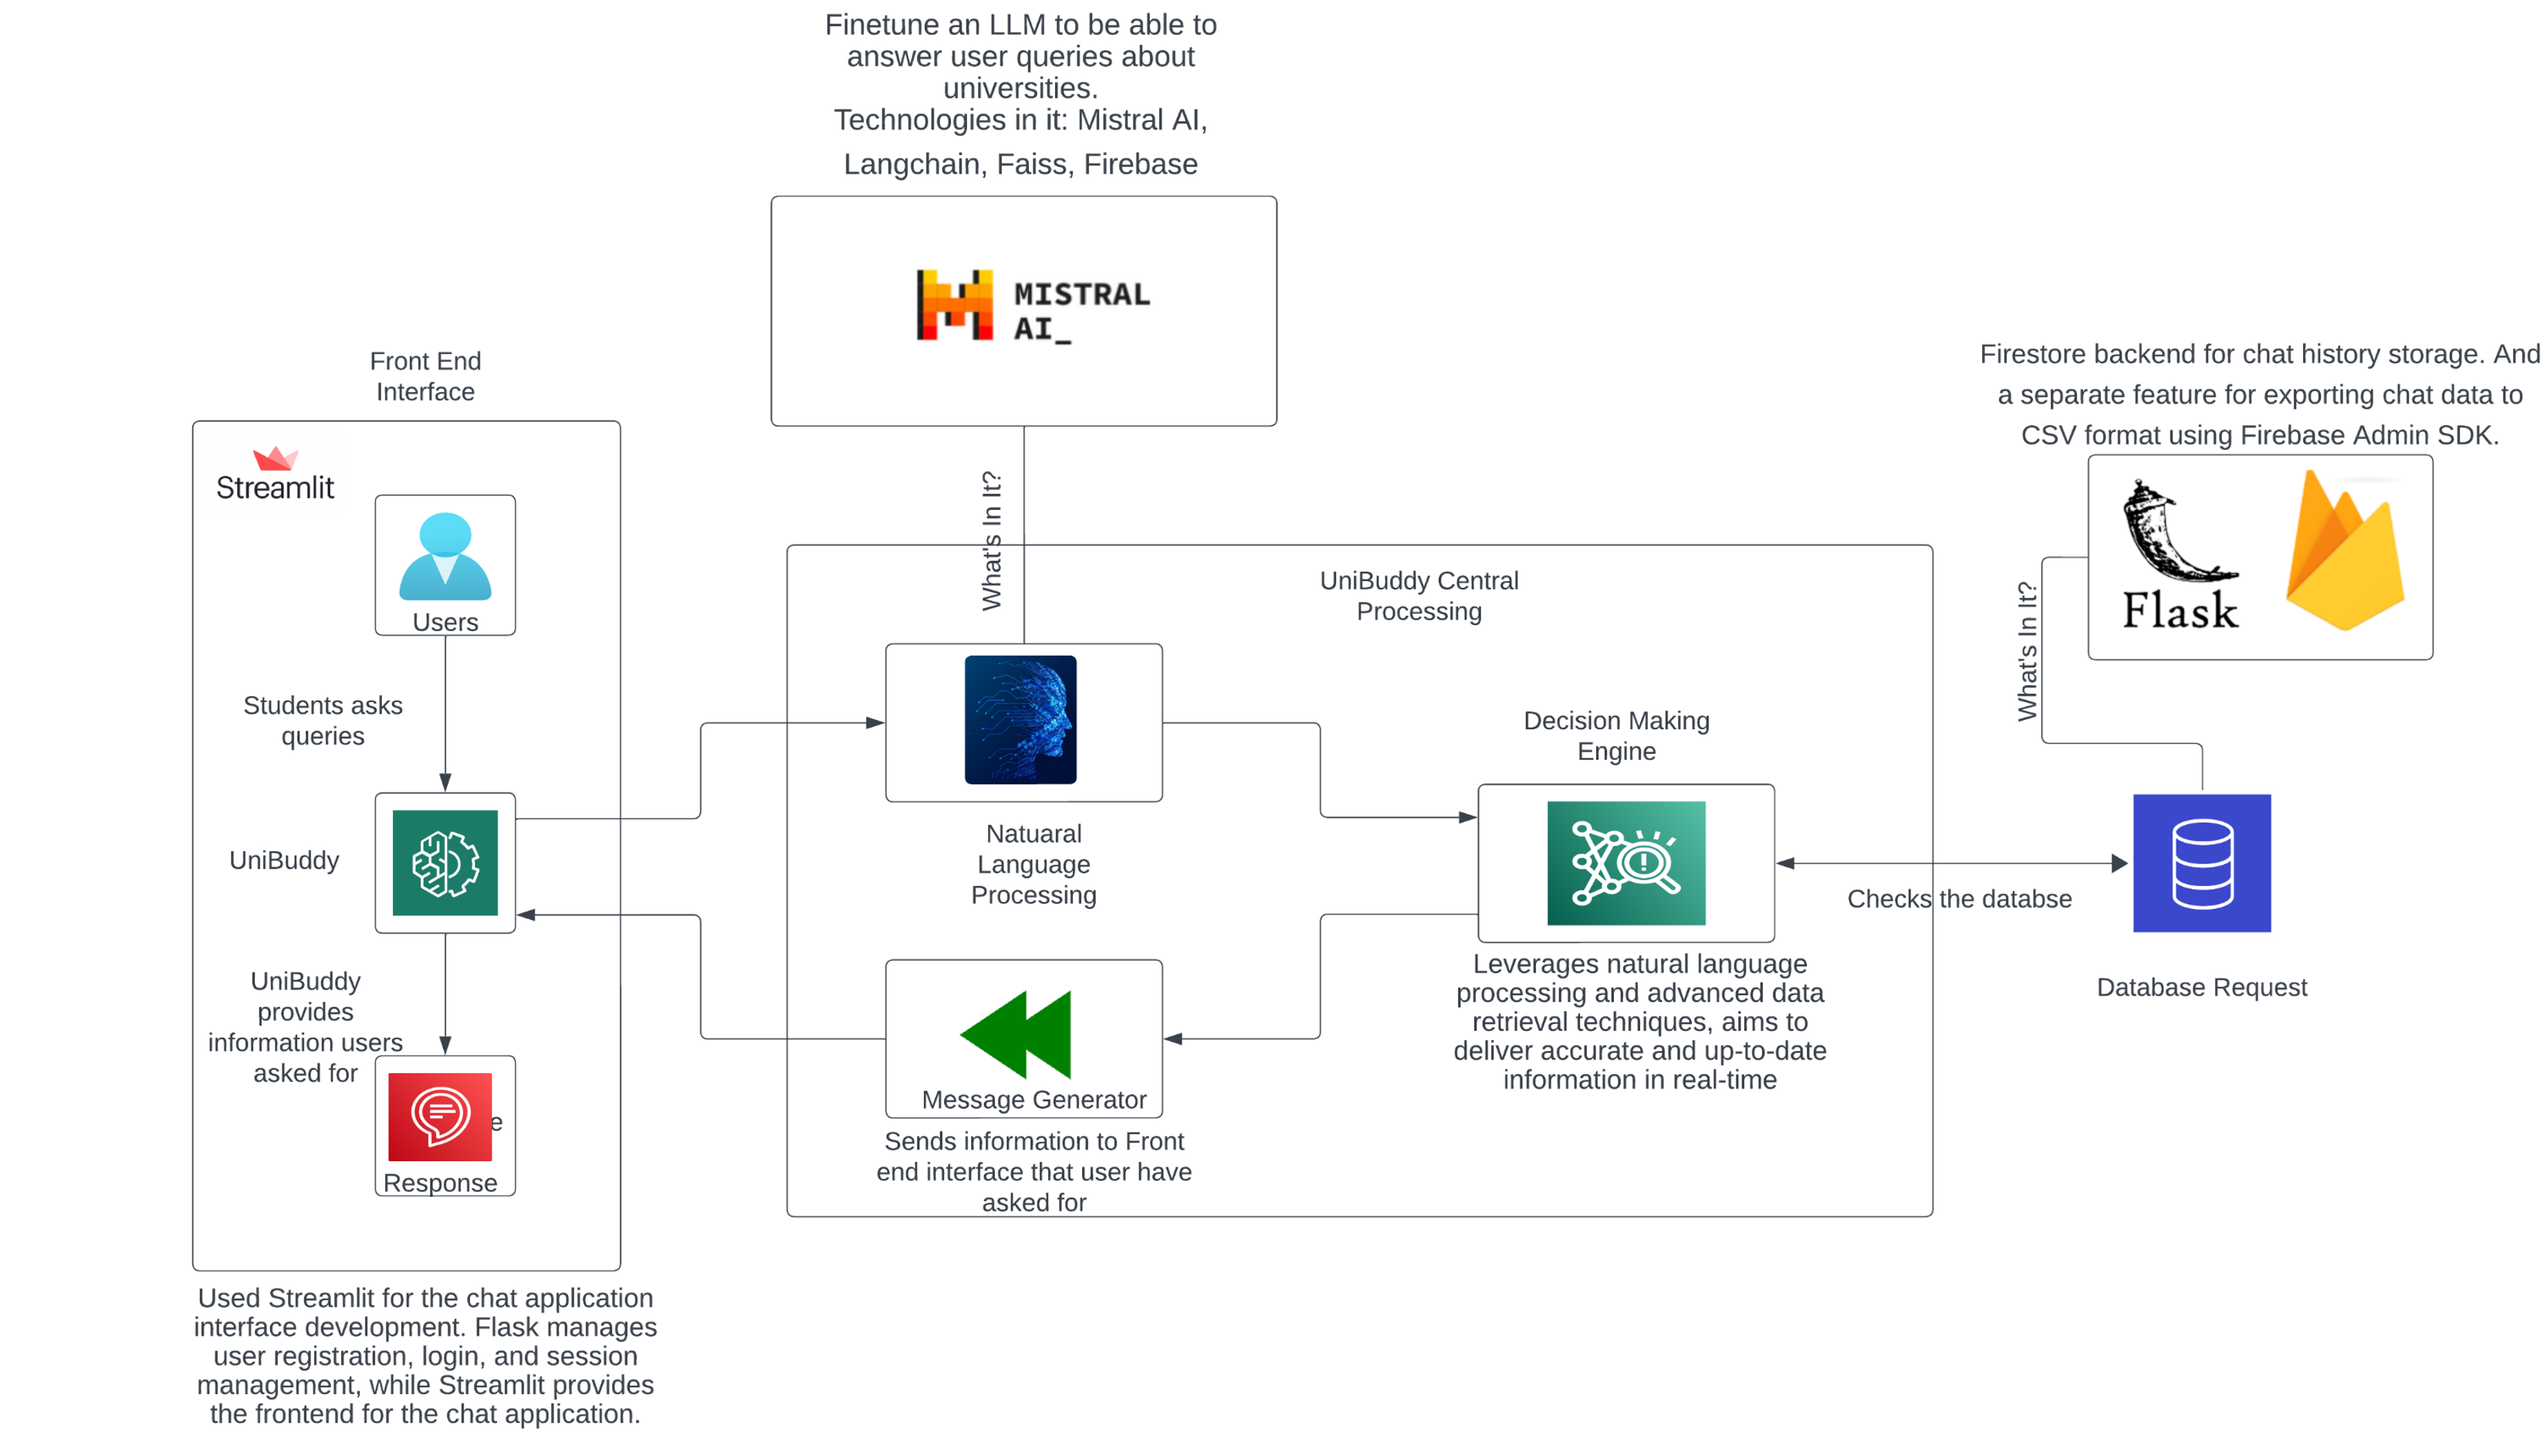 Finetune an LLM to be able to
answer user queries about
universities.
Technologies in it: Mistral AI,
Langchain, Faiss, Firebase
MISTRAL
AI_
What's In It?
Front End
Interface
Streamlit
Users
Students asks
queries
UniBuddy
UniBuddy
provides
information users
asked for
e
Response
Used Streamlit for the chat application
interface development. Flask manages
user registration, login, and session
management, while Streamlit provides
the frontend for the chat application.
UniBuddy Central
Processing
Natuaral
Language
Processing
Decision Making
Engine
Leverages natural language
processing and advanced data
retrieval techniques, aims to
deliver accurate and up-to-date
information in real-time
Message Generator
Sends information to Front
end interface that user have
asked for
Checks the databse
Firestore backend for chat history storage. And
a separate feature for exporting chat data to
CSV format using Firebase Admin SDK.
Flask
What's In It?
Database Request